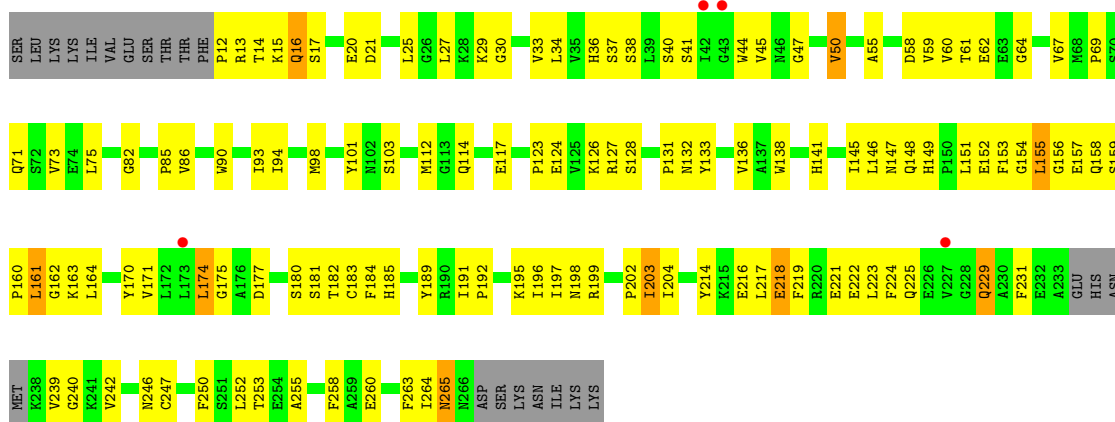 SER LEU LYS LYS ILE VAL GLU SER THR THR PHE P12 R13 T14 K15 Q16 S17 E20 D21 L25 G26 L27 K28 K29 G30 V33 L34 V35 H36 S37 S38 L39 S40 S41 I42 G43 W44 V45 N46 G47 V50 A55 D58 V59 V60 T61 E62 E63 G64 V67 M68 P69 S70
Q71 S72 V73 E74 L75 G82 P85 V86 W90 I93 I94 M98 Y101 N102 S103 M112 G113 Q114 E117 P123 E124 V125 K126 R127 S128 P131 N132 Y133 V136 A137 W138 H141 I145 L146 N147 Q148 H149 P150 L151 E152 F153 G154 L155 G156 E157 Q158 S159
P160 L161 G162 K163 L164 Y170 V171 L172 L173 L174 G175 A176 D177 S180 S181 T182 C183 F184 H185 Y189 R190 I191 P192 K195 I196 I197 N198 R199 P202 I203 I204 Y214 K215 E216 L217 E218 F219 R220 E221 E222 L223 F224 Q225 E226 V227 G228 Q229 A230 F231 E232 A233 GLU HIS ASN
MET K238 V239 G240 K241 V242 N246 C247 F250 S251 L252 T253 E254 A255 F258 A259 E260 F263 I264 N265 N266 ASP SER LYS ASN ILE LYS LYS